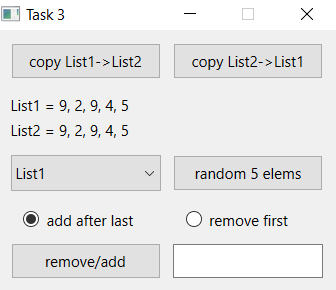 Task 3
copy List1->List2 copy List2->List1
List1 = 9, 2, 9, 4, 5
List2 = 9, 2, 9, 4, 5
List1 random 5 elems
add after last remove first
remove/add